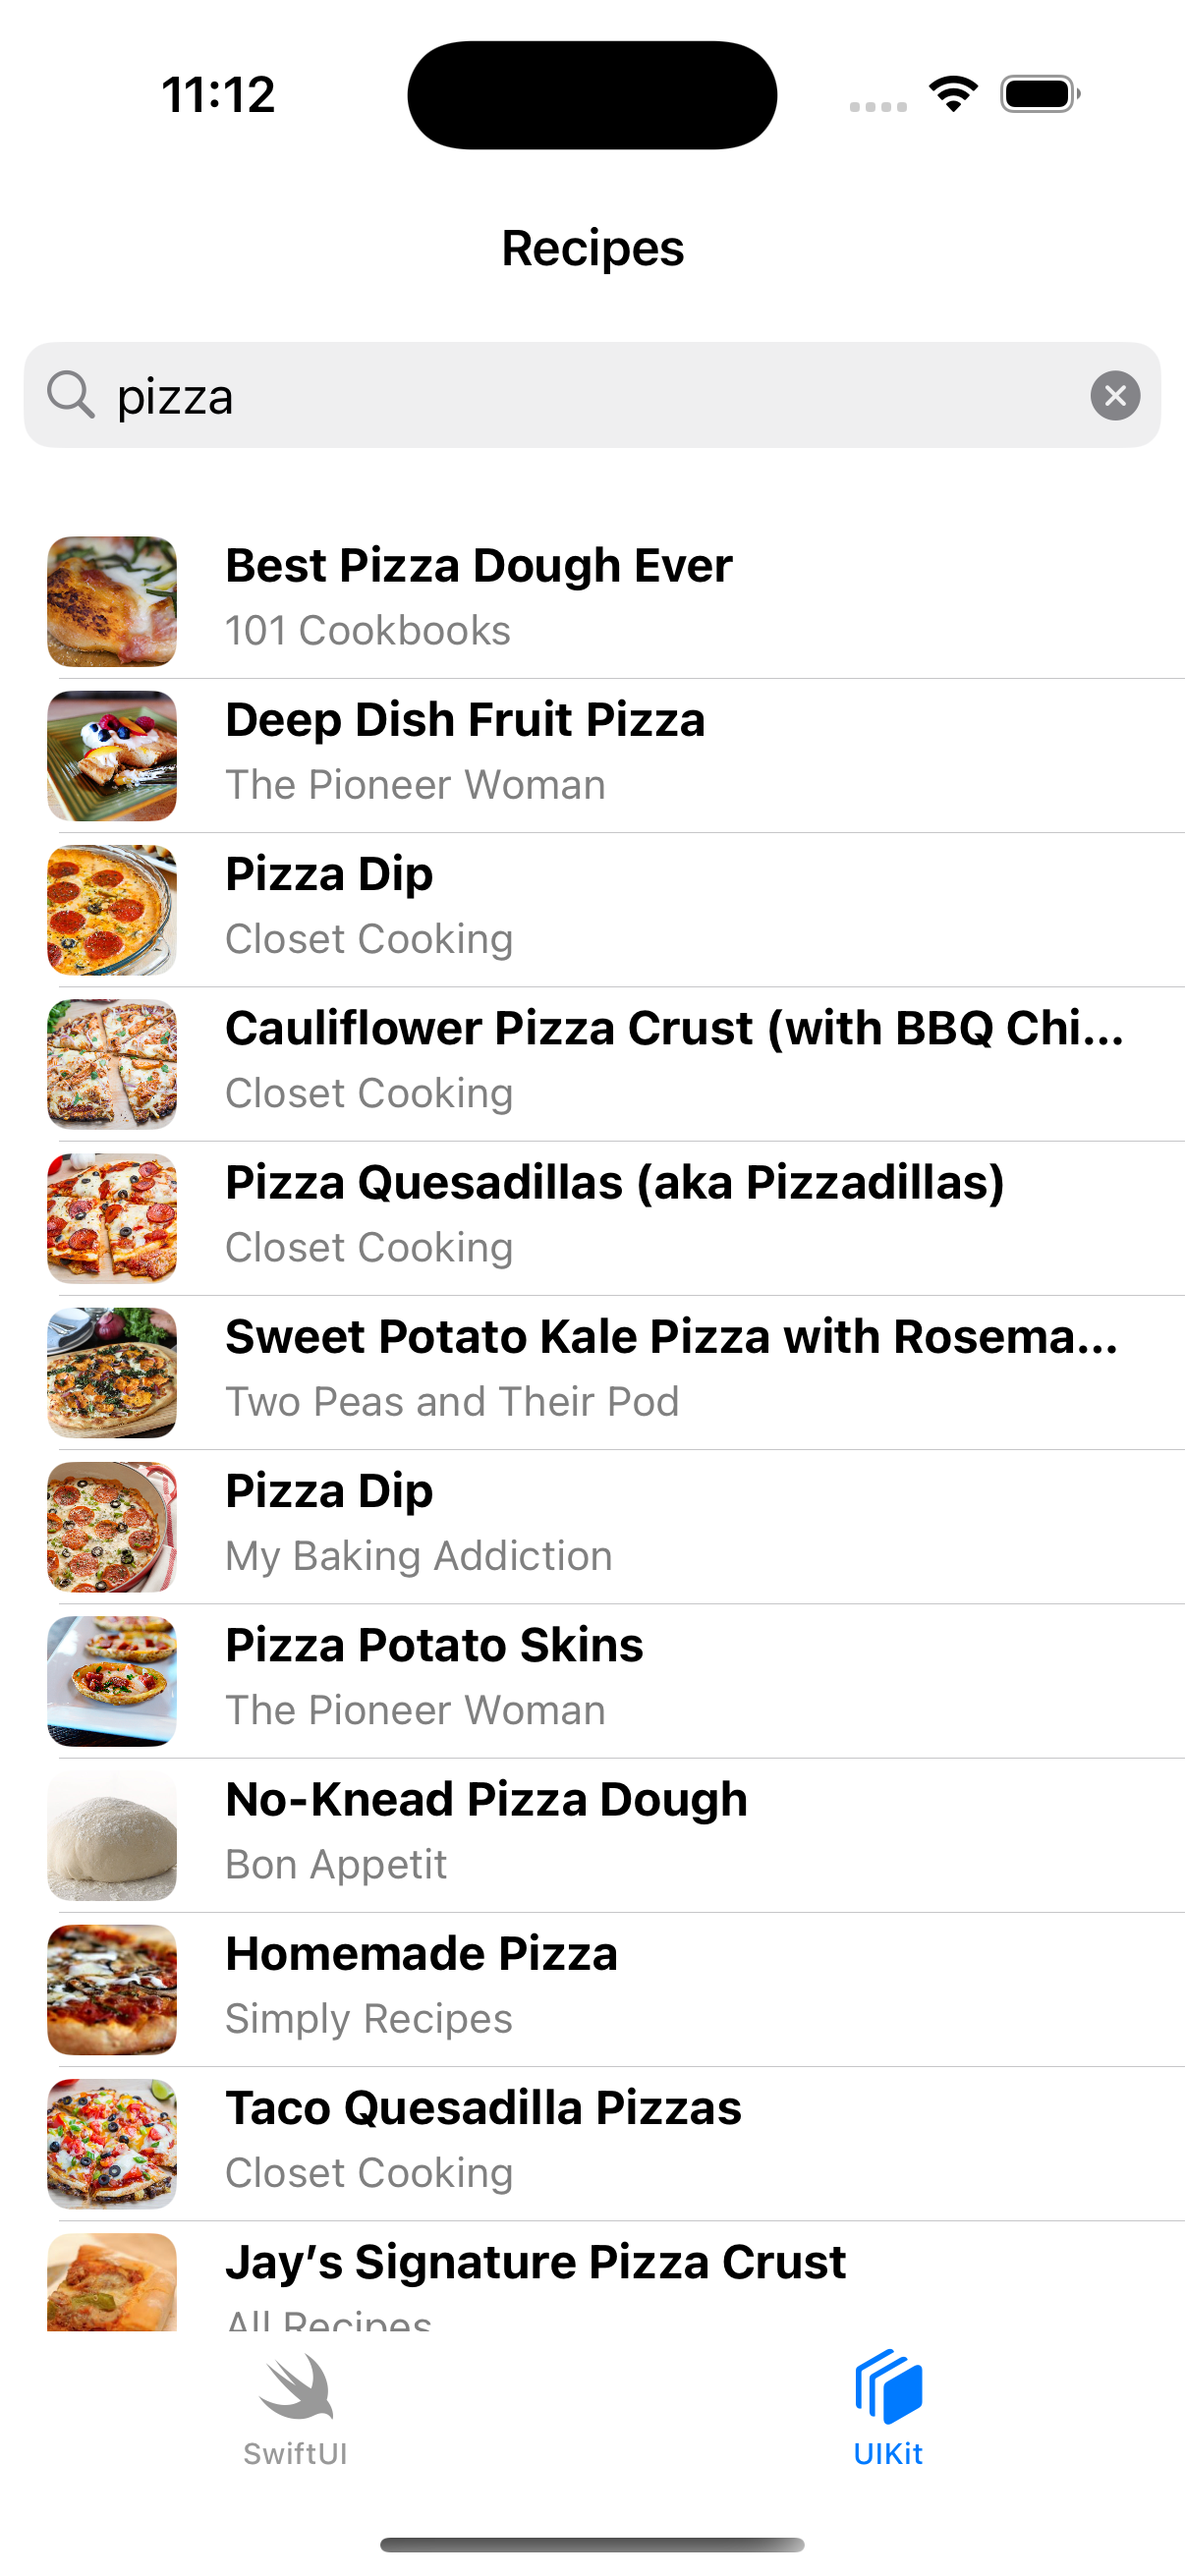 11:12
Recipes
pizza
Best Pizza Dough Ever
101 Cookbooks
Deep Dish Fruit Pizza
The Pioneer Woman
Pizza Dip
Closet Cooking
Cauliflower Pizza Crust (with BBQ Chi...
Closet Cooking
Pizza Quesadillas (aka Pizzadillas)
Closet Cooking
Sweet Potato Kale Pizza with Rosema...
Two Peas and Their Pod
Pizza Dip
My Baking Addiction
Pizza Potato Skins
The Pioneer Woman
No-Knead Pizza Dough
Bon Appetit
Homemade Pizza
Simply Recipes
Taco Quesadilla Pizzas
Closet Cooking
Jay’s Signature Pizza Crust
All Recipes
SwiftUI
UIKit